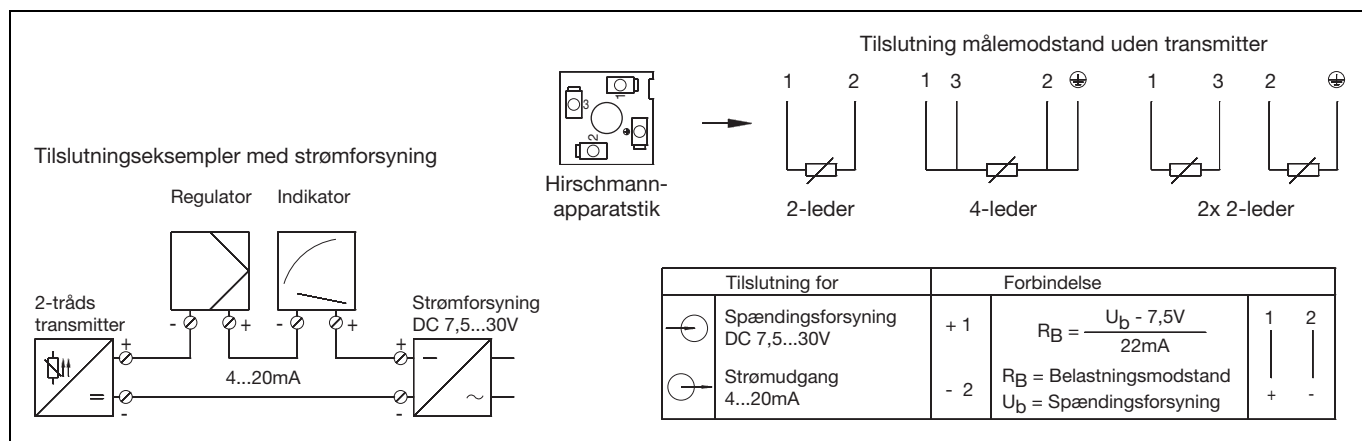 Tilslutning målemodstand uden transmitter
1 2 1 3 2 1 3 2
3
1
2
Hirschmann-
apparatstik
2-leder 4-leder 2x 2-leder
Tilslutningseksempler med strømforsyning
Regulator Indikator
2-tråds
transmitter
Strømforsyning
DC 7,5...30V
- + - +
+ +
4...20mA
- -
Tilslutning for Forbindelse
Spændingsforsyning
DC 7,5...30V
+ 1
R_B = U_b - 7,5V
22mA
1 2
Strømudgang
4...20mA
- 2
R_B = Belastningsmodstand
U_b = Spændingsforsyning
+ -